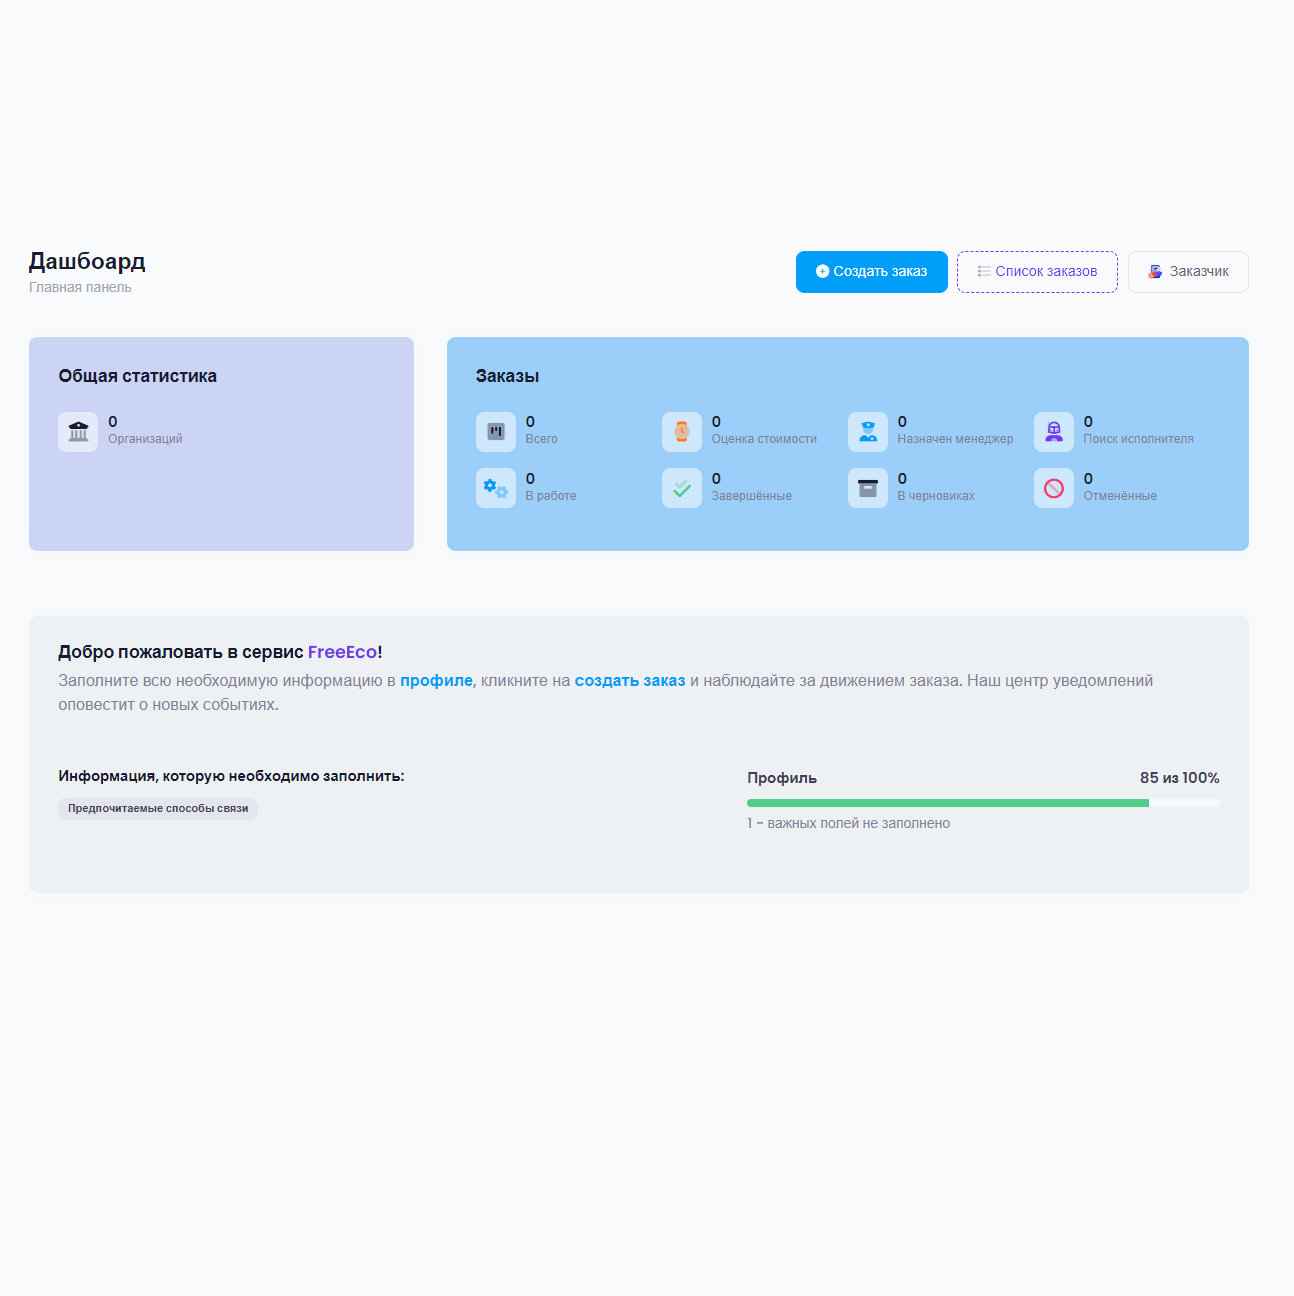 Дашбоард
Главная панель
Создать заказ
Список заказов
Заказчик
Общая статистика
0
Организаций
Заказы
0
Всего
0
Оценка стоимости
0
Назначен менеджер
0
Поиск исполнителя
0
В работе
0
Завершённые
0
В черновиках
0
Отменённые
Добро пожаловать в сервис FreeEco!
Заполните всю необходимую информацию в профиле, кликните на создать заказ и наблюдайте за движением заказа. Наш центр уведомлений
оповестит о новых событиях.
Информация, которую необходимо заполнить:
Предпочитаемые способы связи
Профиль
85 из 100%
1 - важных полей не заполнено